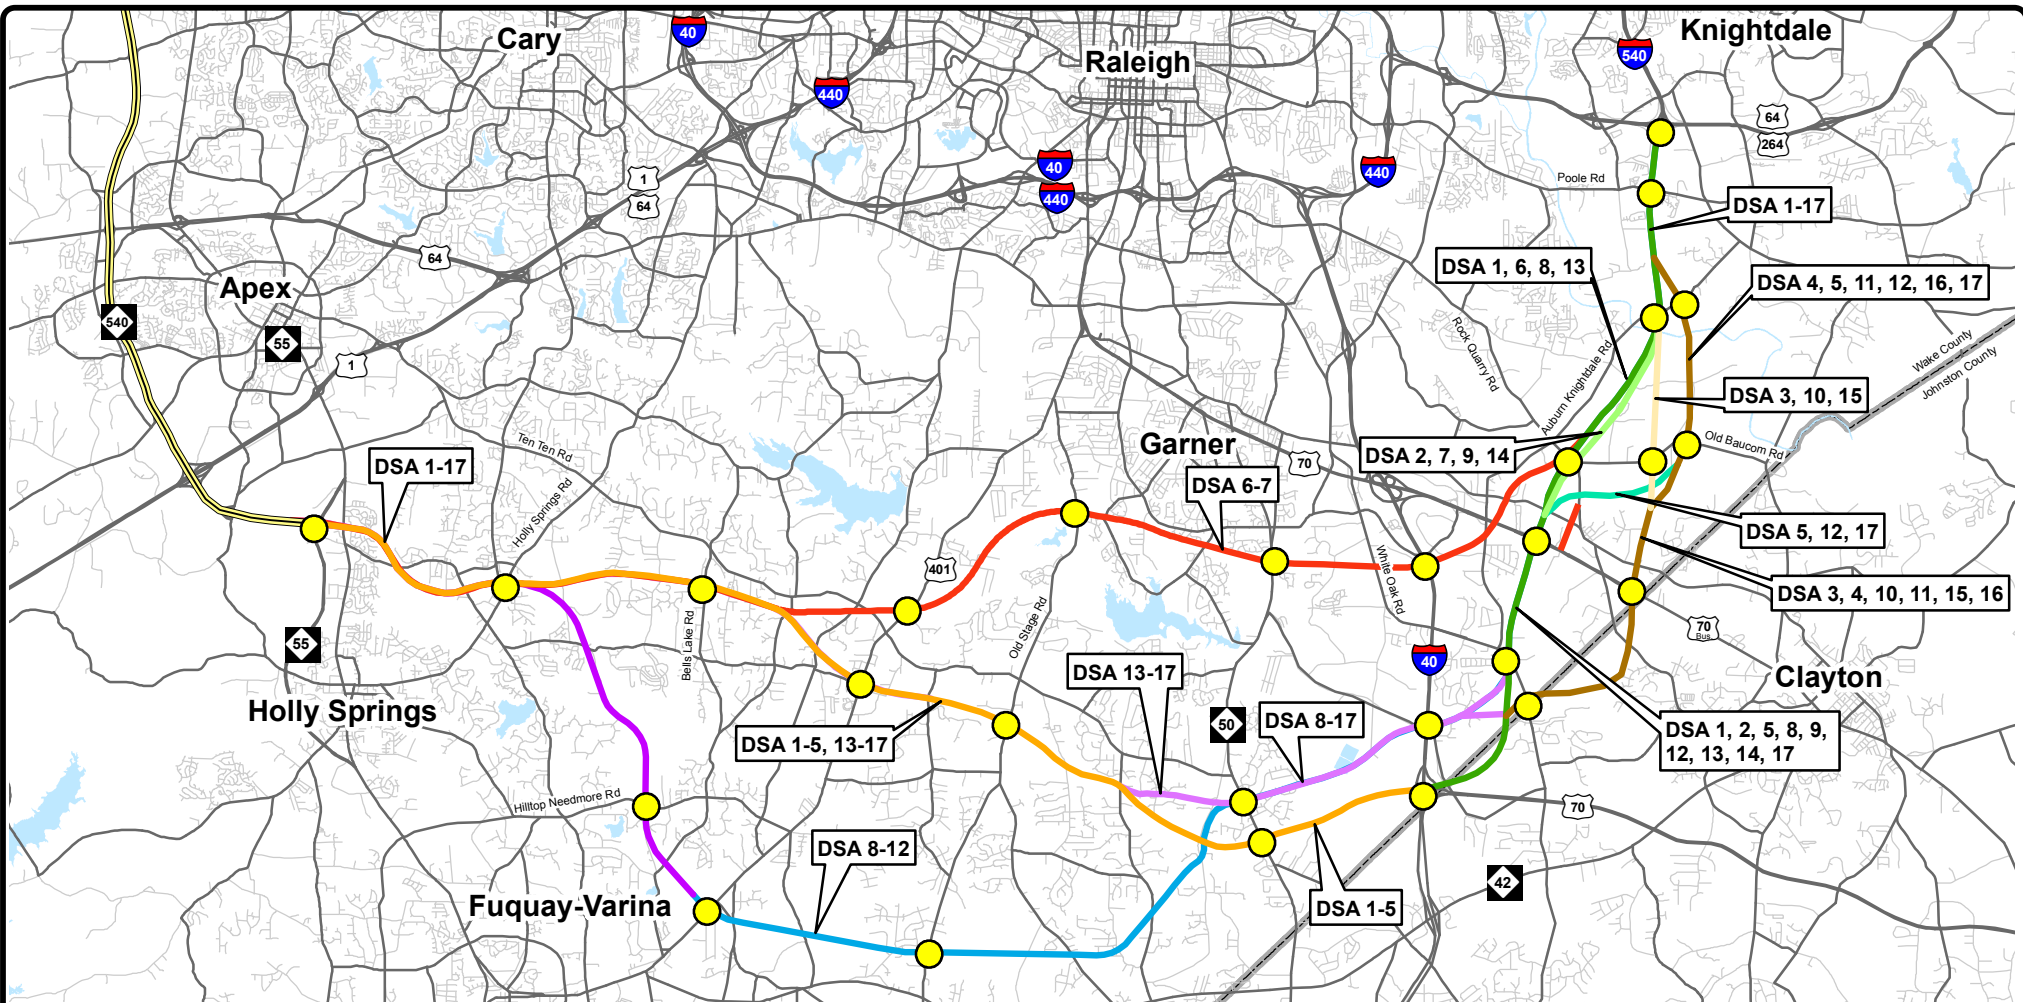 Cary
40
Raleigh
Knightdale
540
440
64
264
40
440
440
Poole Rd
1
64
DSA 1-17
64
DSA 1, 6, 8, 13
DSA 4, 5, 11, 12, 16, 17
Apex
540
55
1
Rock Quarry Rd
Auburn Knightdale Rd
Wake County
Johnston County
DSA 3, 10, 15
Ten Ten Rd
Garner
70
DSA 2, 7, 9, 14
Old Baucom Rd
DSA 1-17
Holly Springs Rd
DSA 6-7
DSA 5, 12, 17
401
White Oak Rd
DSA 3, 4, 10, 11, 15, 16
Old Stage Rd
Bells Lake Rd
55
70
Bus.
40
DSA 13-17
Clayton
Holly Springs
50
DSA 8-17
DSA 1-5, 13-17
DSA 1, 2, 5, 8, 9,
12, 13, 14, 17
Hilltop Needmore Rd
70
DSA 8-12
42
Fuquay-Varina
DSA 1-5